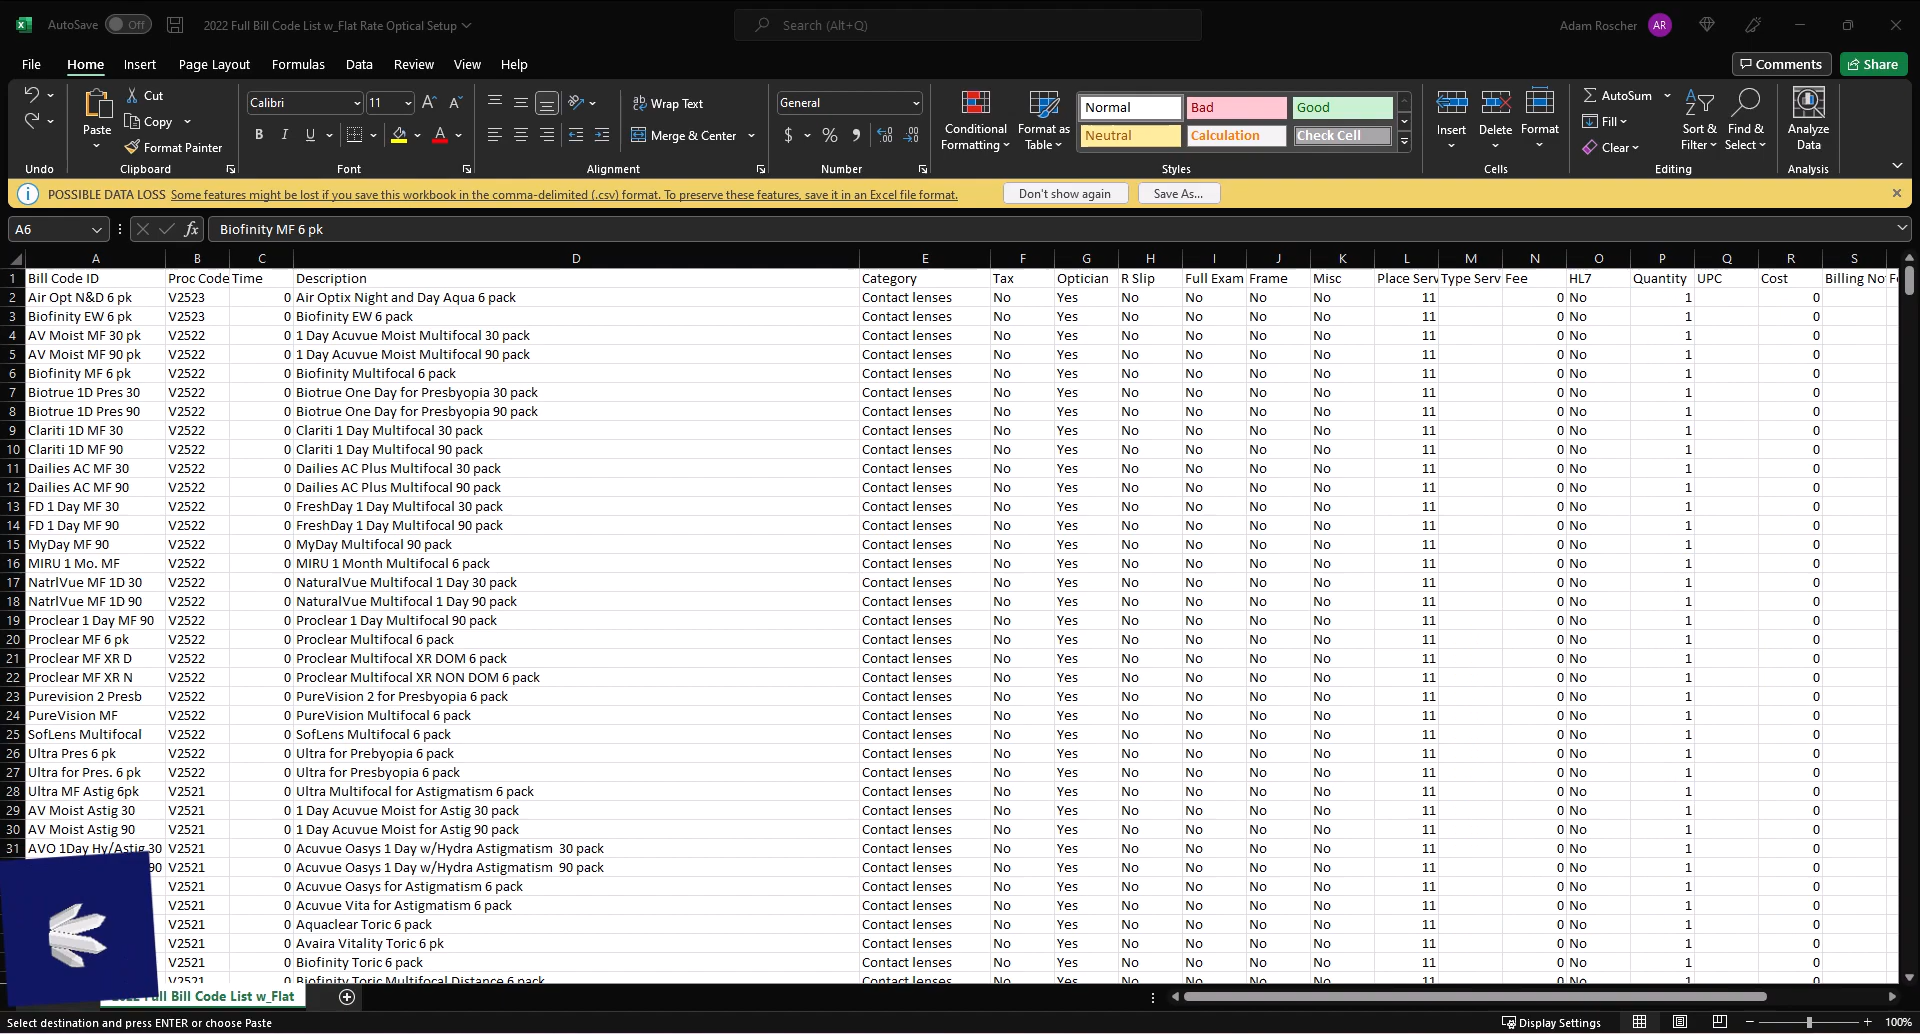 AutoSave Off 2022 Full Bill Code List w_Flat Rate Optical Setup Search (Alt+Q) Adam Roscher AR
File Home Insert Page Layout Formulas Data Review View Help Comments Share
Paste Cut Copy Format Painter
Calibri 11
B I U A
Wrap Text
Merge & Center
General
$ %
Conditional Formatting Format as Table
Normal Bad Good
Neutral Calculation Check Cell
Insert Delete Format
AutoSum
Fill
Clear
Sort & Filter Find & Select
Analyze Data
Undo Clipboard Font Alignment Number Styles Cells Editing Analysis
POSSIBLE DATA LOSS Some features might be lost if you save this workbook in the comma-delimited (.csv) format. To preserve these features, save it in an Excel file format. Don't show again Save As...
A6 fx Biofinity MF 6 pk
A B C D E F G H I J K L M N O P Q R S
1 Bill Code ID Proc Code Time Description Category Tax Optician R Slip Full Exam Frame Misc Place Serv Type Serv Fee HL7 Quantity UPC Cost Billing No
2 Air Opt N&D 6 pk V2523 0 Air Optix Night and Day Aqua 6 pack Contact lenses No Yes No No No No 11 0 No 1 0
3 Biofinity EW 6 pk V2523 0 Biofinity EW 6 pack Contact lenses No Yes No No No No 11 0 No 1 0
4 AV Moist MF 30 pk V2522 0 1 Day Acuvue Moist Multifocal 30 pack Contact lenses No Yes No No No No 11 0 No 1 0
5 AV Moist MF 90 pk V2522 0 1 Day Acuvue Moist Multifocal 90 pack Contact lenses No Yes No No No No 11 0 No 1 0
6 Biofinity MF 6 pk V2522 0 Biofinity Multifocal 6 pack Contact lenses No Yes No No No No 11 0 No 1 0
7 Biotrue 1D Pres 30 V2522 0 Biotrue One Day for Presbyopia 30 pack Contact lenses No Yes No No No No 11 0 No 1 0
8 Biotrue 1D Pres 90 V2522 0 Biotrue One Day for Presbyopia 90 pack Contact lenses No Yes No No No No 11 0 No 1 0
9 Clariti 1D MF 30 V2522 0 Clariti 1 Day Multifocal 30 pack Contact lenses No Yes No No No No 11 0 No 1 0
10 Clariti 1D MF 90 V2522 0 Clariti 1 Day Multifocal 90 pack Contact lenses No Yes No No No No 11 0 No 1 0
11 Dailies AC MF 30 V2522 0 Dailies AC Plus Multifocal 30 pack Contact lenses No Yes No No No No 11 0 No 1 0
12 Dailies AC MF 90 V2522 0 Dailies AC Plus Multifocal 90 pack Contact lenses No Yes No No No No 11 0 No 1 0
13 FD 1 Day MF 30 V2522 0 FreshDay 1 Day Multifocal 30 pack Contact lenses No Yes No No No No 11 0 No 1 0
14 FD 1 Day MF 90 V2522 0 FreshDay 1 Day Multifocal 90 pack Contact lenses No Yes No No No No 11 0 No 1 0
15 MyDay MF 90 V2522 0 MyDay Multifocal 90 pack Contact lenses No Yes No No No No 11 0 No 1 0
16 MIRU 1 Mo. MF V2522 0 MIRU 1 Month Multifocal 6 pack Contact lenses No Yes No No No No 11 0 No 1 0
17 NatrlVue MF 1D 30 V2522 0 NaturalVue Multifocal 1 Day 30 pack Contact lenses No Yes No No No No 11 0 No 1 0
18 NatrlVue MF 1D 90 V2522 0 NaturalVue Multifocal 1 Day 90 pack Contact lenses No Yes No No No No 11 0 No 1 0
19 Proclear 1 Day MF 90 V2522 0 Proclear 1 Day Multifocal 90 pack Contact lenses No Yes No No No No 11 0 No 1 0
20 Proclear MF 6 pk V2522 0 Proclear Multifocal 6 pack Contact lenses No Yes No No No No 11 0 No 1 0
21 Proclear MF XR D V2522 0 Proclear Multifocal XR DOM 6 pack Contact lenses No Yes No No No No 11 0 No 1 0
22 Proclear MF XR N V2522 0 Proclear Multifocal XR NON DOM 6 pack Contact lenses No Yes No No No No 11 0 No 1 0
23 Purevision 2 Presb V2522 0 PureVision 2 for Presbyopia 6 pack Contact lenses No Yes No No No No 11 0 No 1 0
24 PureVision MF V2522 0 PureVision Multifocal 6 pack Contact lenses No Yes No No No No 11 0 No 1 0
25 SofLens Multifocal V2522 0 SofLens Multifocal 6 pack Contact lenses No Yes No No No No 11 0 No 1 0
26 Ultra Pres 6 pk V2522 0 Ultra for Prebyopia 6 pack Contact lenses No Yes No No No No 11 0 No 1 0
27 Ultra for Pres. 6 pk V2522 0 Ultra for Presbyopia 6 pack Contact lenses No Yes No No No No 11 0 No 1 0
28 Ultra MF Astig 6pk V2521 0 Ultra Multifocal for Astigmatism 6 pack Contact lenses No Yes No No No No 11 0 No 1 0
29 AV Moist Astig 30 V2521 0 1 Day Acuvue Moist for Astig 30 pack Contact lenses No Yes No No No No 11 0 No 1 0
30 AV Moist Astig 90 V2521 0 1 Day Acuvue Moist for Astig 90 pack Contact lenses No Yes No No No No 11 0 No 1 0
31 AVO 1Day Hy/Astig 30 V2521 0 Acuvue Oasys 1 Day w/Hydra Astigmatism 30 pack Contact lenses No Yes No No No No 11 0 No 1 0
90 V2521 0 Acuvue Oasys 1 Day w/Hydra Astigmatism 90 pack Contact lenses No Yes No No No No 11 0 No 1 0
V2521 0 Acuvue Oasys for Astigmatism 6 pack Contact lenses No Yes No No No No 11 0 No 1 0
V2521 0 Acuvue Vita for Astigmatism 6 pack Contact lenses No Yes No No No No 11 0 No 1 0
V2521 0 Aquaclear Toric 6 pack Contact lenses No Yes No No No No 11 0 No 1 0
V2521 0 Avaira Vitality Toric 6 pk Contact lenses No Yes No No No No 11 0 No 1 0
V2521 0 Biofinity Toric 6 pack Contact lenses No Yes No No No No 11 0 No 1 0
V2521 0 Biofinity Toric Multifocal Distance 6 pack Contact lenses No Yes No No No No 11 0 No 1 0
2022 Full Bill Code List w_Flat
Select destination and press ENTER or choose Paste Display Settings 100%